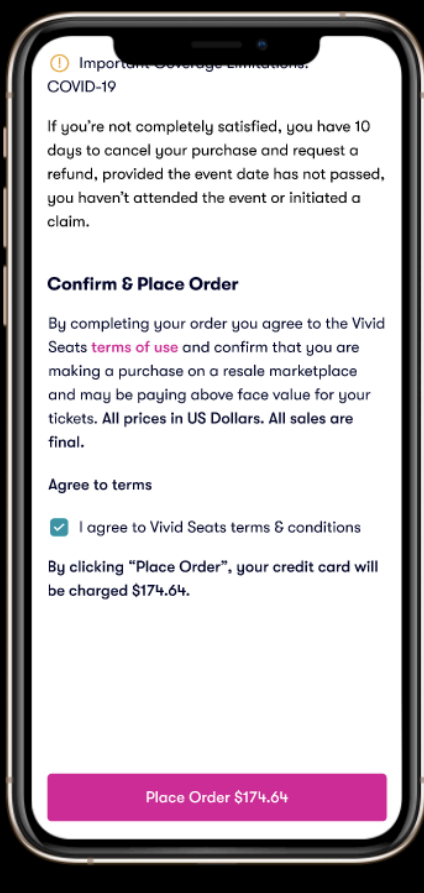 Important Coverage Limitations:
COVID-19
If you’re not completely satisfied, you have 10
days to cancel your purchase and request a
refund, provided the event date has not passed,
you haven’t attended the event or initiated a
claim.
Confirm & Place Order
By completing your order you agree to the Vivid
Seats terms of use and confirm that you are
making a purchase on a resale marketplace
and may be paying above face value for your
tickets. All prices in US Dollars. All sales are
final.
Agree to terms
I agree to Vivid Seats terms & conditions
By clicking “Place Order”, your credit card will
be charged $174.64.
Place Order $174.64